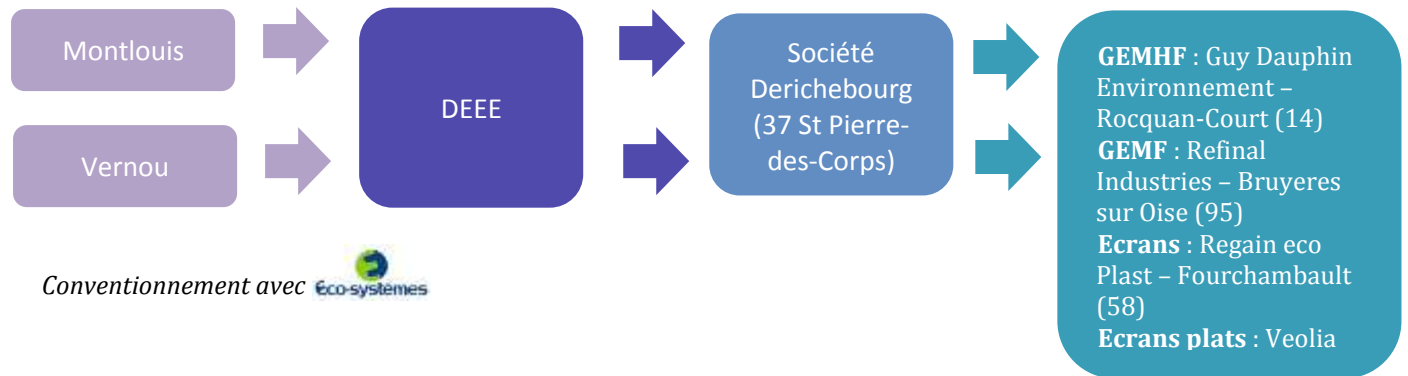 Montlouis
Vernou
DEEE
Société
Derichebourg
(37 St Pierre-
des-Corps)
GEMHF : Guy Dauphin
Environnement –
Rocquan-Court (14)
GEMF : Refinal
Industries – Bruyeres
sur Oise (95)
Ecrans : Regain eco
Plast – Fourchambault
(58)
Ecrans plats : Veolia
Conventionnement avec éco-systèmes